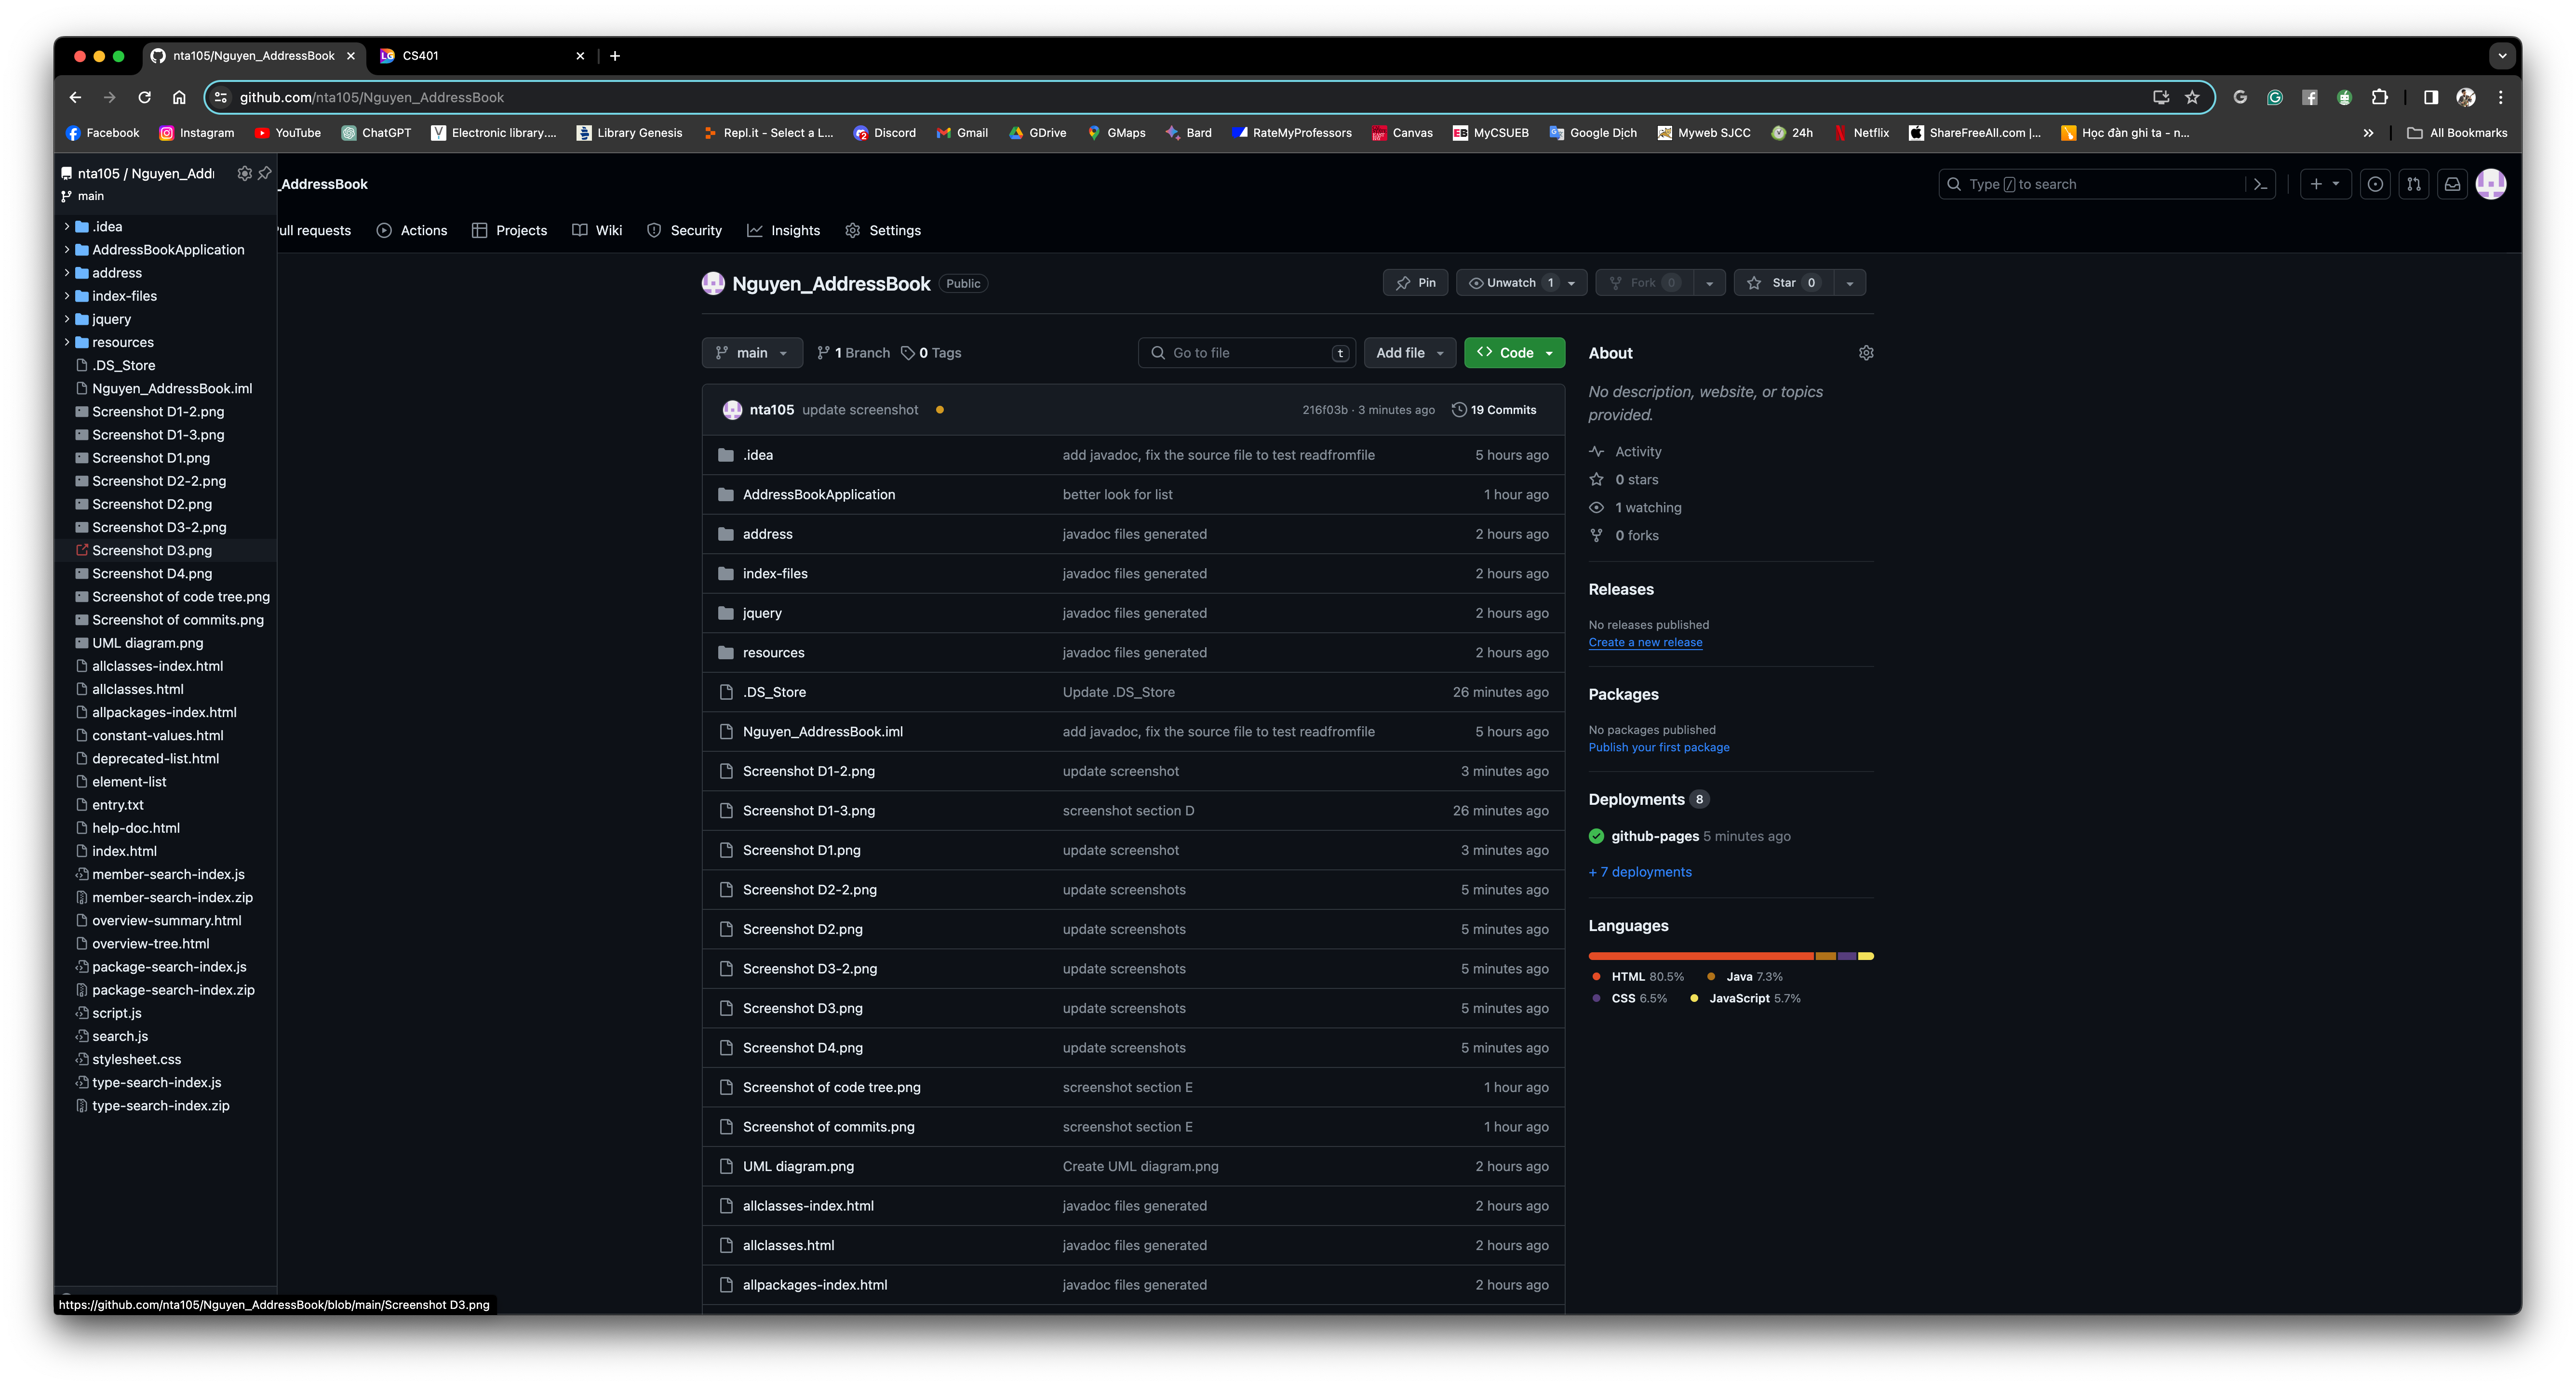 nta105/Nguyen_AddressBook
CS401
github.com/nta105/Nguyen_AddressBook
Facebook Instagram YouTube ChatGPT Electronic library.... Library Genesis Repl.it - Select a L... Discord Gmail GDrive GMaps Bard RateMyProfessors Canvas MyCSUEB Google Dịch Myweb SJCC 24h Netflix ShareFreeAll.com |... Học đàn ghi ta - n... » All Bookmarks
nta105 / Nguyen_Add
main
.idea
AddressBookApplication
address
index-files
jquery
resources
.DS_Store
Nguyen_AddressBook.iml
Screenshot D1-2.png
Screenshot D1-3.png
Screenshot D1.png
Screenshot D2-2.png
Screenshot D2.png
Screenshot D3-2.png
Screenshot D3.png
Screenshot D4.png
Screenshot of code tree.png
Screenshot of commits.png
UML diagram.png
allclasses-index.html
allclasses.html
allpackages-index.html
constant-values.html
deprecated-list.html
element-list
entry.txt
help-doc.html
index.html
member-search-index.js
member-search-index.zip
overview-summary.html
overview-tree.html
package-search-index.js
package-search-index.zip
script.js
search.js
stylesheet.css
type-search-index.js
type-search-index.zip
https://github.com/nta105/Nguyen_AddressBook/blob/main/Screenshot D3.png
_AddressBook
Type / to search
ull requests Actions Projects Wiki Security Insights Settings
Nguyen_AddressBook Public
Pin Unwatch 1 Fork 0 Star 0
main 1 Branch 0 Tags Go to file t Add file Code
nta105 update screenshot 216f03b · 3 minutes ago 19 Commits
.idea add javadoc, fix the source file to test readfromfile 5 hours ago
AddressBookApplication better look for list 1 hour ago
address javadoc files generated 2 hours ago
index-files javadoc files generated 2 hours ago
jquery javadoc files generated 2 hours ago
resources javadoc files generated 2 hours ago
.DS_Store Update .DS_Store 26 minutes ago
Nguyen_AddressBook.iml add javadoc, fix the source file to test readfromfile 5 hours ago
Screenshot D1-2.png update screenshot 3 minutes ago
Screenshot D1-3.png screenshot section D 26 minutes ago
Screenshot D1.png update screenshot 3 minutes ago
Screenshot D2-2.png update screenshots 5 minutes ago
Screenshot D2.png update screenshots 5 minutes ago
Screenshot D3-2.png update screenshots 5 minutes ago
Screenshot D3.png update screenshots 5 minutes ago
Screenshot D4.png update screenshots 5 minutes ago
Screenshot of code tree.png screenshot section E 1 hour ago
Screenshot of commits.png screenshot section E 1 hour ago
UML diagram.png Create UML diagram.png 2 hours ago
allclasses-index.html javadoc files generated 2 hours ago
allclasses.html javadoc files generated 2 hours ago
allpackages-index.html javadoc files generated 2 hours ago
About
No description, website, or topics
provided.
Activity
0 stars
1 watching
0 forks
Releases
No releases published
Create a new release
Packages
No packages published
Publish your first package
Deployments 8
github-pages 5 minutes ago
+ 7 deployments
Languages
HTML 80.5% Java 7.3%
CSS 6.5% JavaScript 5.7%